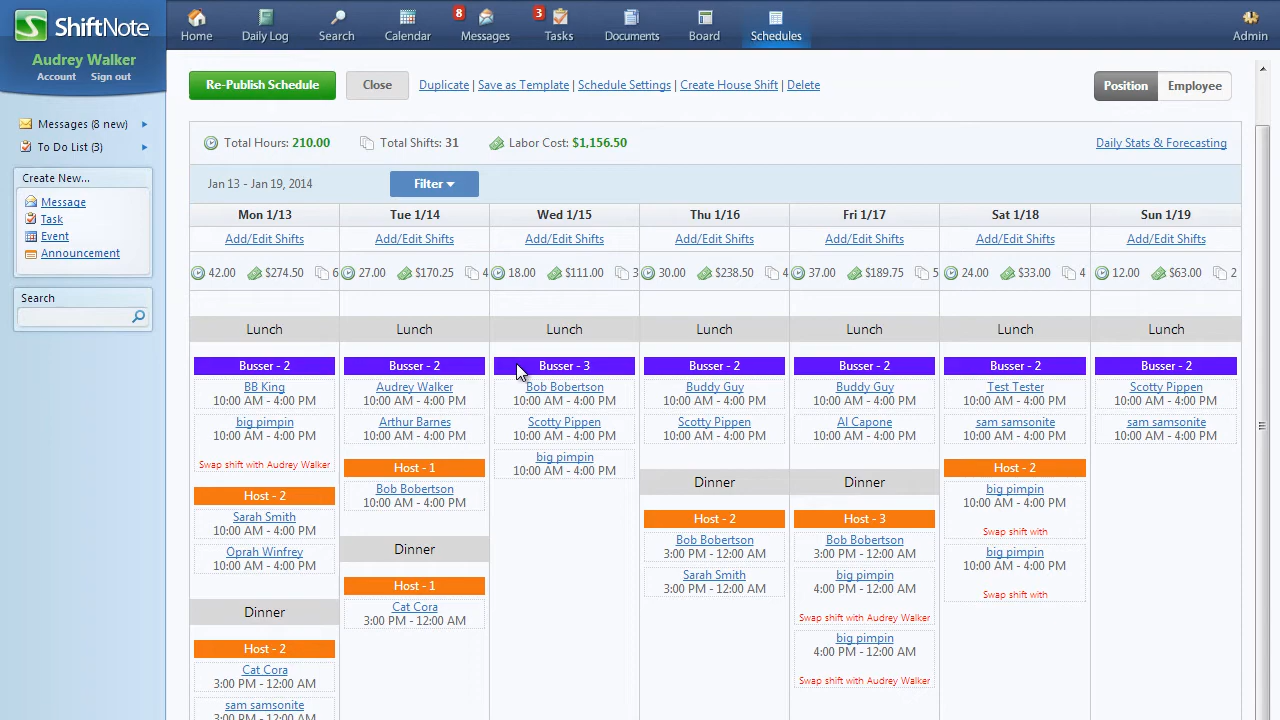 ShiftNote
Audrey Walker
Account Sign out
Home Daily Log Search Calendar 8 Messages 3 Tasks Documents Board Schedules Admin
Messages (8 new)
To Do List (3)
Create New...
Message
Task
Event
Announcement
Search
Re-Publish Schedule Close Duplicate | Save as Template | Schedule Settings | Create House Shift | Delete Position Employee
Total Hours: 210.00 Total Shifts: 31 Labor Cost: $1,156.50 Daily Stats & Forecasting
Jan 13 - Jan 19, 2014 Filter
Mon 1/13 Tue 1/14 Wed 1/15 Thu 1/16 Fri 1/17 Sat 1/18 Sun 1/19
Add/Edit Shifts Add/Edit Shifts Add/Edit Shifts Add/Edit Shifts Add/Edit Shifts Add/Edit Shifts Add/Edit Shifts
42.00 $274.50 6 27.00 $170.25 4 18.00 $111.00 3 30.00 $238.50 4 37.00 $189.75 5 24.00 $33.00 4 12.00 $63.00 2
Lunch Lunch Lunch Lunch Lunch Lunch Lunch
Busser - 2 Busser - 2 Busser - 3 Busser - 2 Busser - 2 Busser - 2 Busser - 2
BB King Audrey Walker Bob Bobertson Buddy Guy Buddy Guy Test Tester Scotty Pippen
10:00 AM - 4:00 PM 10:00 AM - 4:00 PM 10:00 AM - 4:00 PM 10:00 AM - 4:00 PM 10:00 AM - 4:00 PM 10:00 AM - 4:00 PM 10:00 AM - 4:00 PM
big pimpin Arthur Barnes Scotty Pippen Scotty Pippen Al Capone sam samsonite sam samsonite
10:00 AM - 4:00 PM 10:00 AM - 4:00 PM 10:00 AM - 4:00 PM 10:00 AM - 4:00 PM 10:00 AM - 4:00 PM 10:00 AM - 4:00 PM 10:00 AM - 4:00 PM
big pimpin
Swap shift with Audrey Walker Host - 1 10:00 AM - 4:00 PM Host - 2
Dinner Dinner
Host - 2 Bob Bobertson big pimpin
10:00 AM - 4:00 PM 10:00 AM - 4:00 PM
Sarah Smith Host - 2 Host - 3
10:00 AM - 4:00 PM Swap shift with
Bob Bobertson Bob Bobertson
Oprah Winfrey Dinner 3:00 PM - 12:00 AM 3:00 PM - 12:00 AM big pimpin
10:00 AM - 4:00 PM 10:00 AM - 4:00 PM
Host - 1 Sarah Smith big pimpin
3:00 PM - 12:00 AM 4:00 PM - 12:00 AM Swap shift with
Dinner Cat Cora
3:00 PM - 12:00 AM Swap shift with Audrey Walker
Host - 2 big pimpin
4:00 PM - 12:00 AM
Cat Cora
3:00 PM - 12:00 AM Swap shift with Audrey Walker
sam samsonite